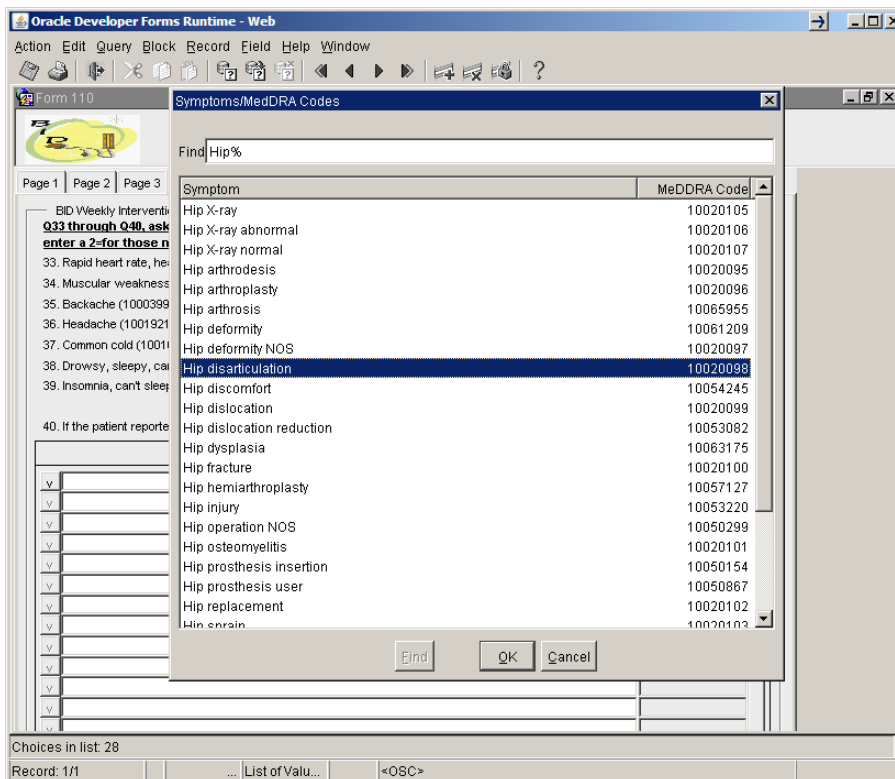 Oracle Developer Forms Runtime - Web
Action Edit Query Block Record Field Help Window
Form 110
Symptoms/MedDRA Codes
Find Hip%
Page 1 Page 2 Page 3
Symptom MeDDRA Code
BID Weekly Interventi
Q33 through Q40, ask
enter a 2=for those n
33. Rapid heart rate, hea
34. Muscular weakness
35. Backache (1000399
36. Headache (1001921
37. Common cold (1001
38. Drowsy, sleepy, ca
39. Insomnia, can't sleep
40. If the patient reporte
Hip X-ray 10020105
Hip X-ray abnormal 10020106
Hip X-ray normal 10020107
Hip arthrodesis 10020095
Hip arthroplasty 10020096
Hip arthrosis 10065955
Hip deformity 10061209
Hip deformity NOS 10020097
Hip disarticulation 10020098
Hip discomfort 10054245
Hip dislocation 10020099
Hip dislocation reduction 10053082
Hip dysplasia 10063175
Hip fracture 10020100
Hip hemiarthroplasty 10057127
Hip injury 10053220
Hip operation NOS 10050299
Hip osteomyelitis 10020101
Hip prosthesis insertion 10050154
Hip prosthesis user 10050867
Hip replacement 10020102
Hip sprain 10020103
v
v
v
v
v
v
v
v
v
v
v
v
v
Find OK Cancel
Choices in list: 28
Record: 1/1 ... List of Valu... <OSC>